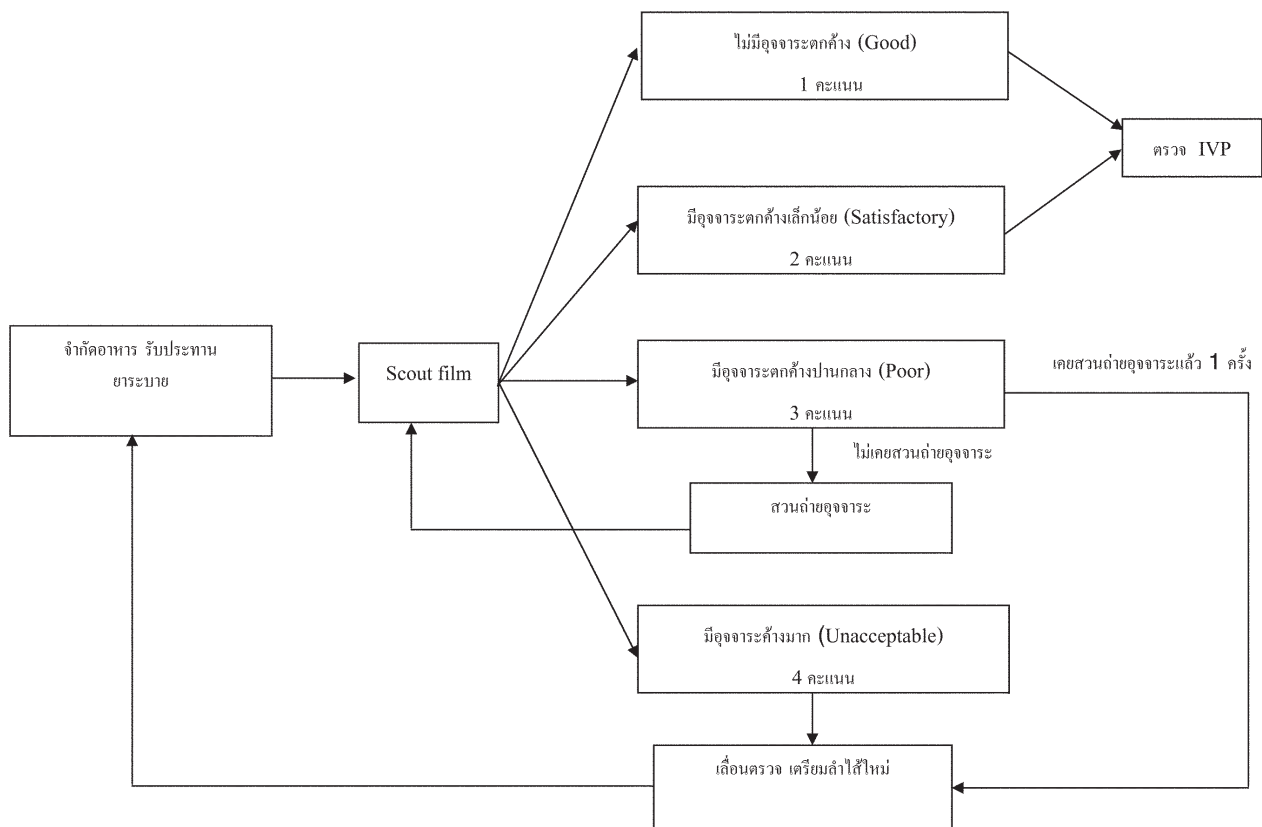 ไม่มีอุจจาระตกค้าง (Good)
1 คะแนน
ตรวจ IVP
มีอุจจาระตกค้างเล็กน้อย (Satisfactory)
2 คะแนน
จำกัดอาหาร รับประทาน
ยาระบาย
Scout film
มีอุจจาระตกค้างปานกลาง (Poor)
3 คะแนน
เคยสวนถ่ายอุจจาระแล้ว 1 ครั้ง
ไม่เคยสวนถ่ายอุจจาระ
สวนถ่ายอุจจาระ
มีอุจจาระค้างมาก (Unacceptable)
4 คะแนน
เลื่อนตรวจ เตรียมลำไส้ใหม่